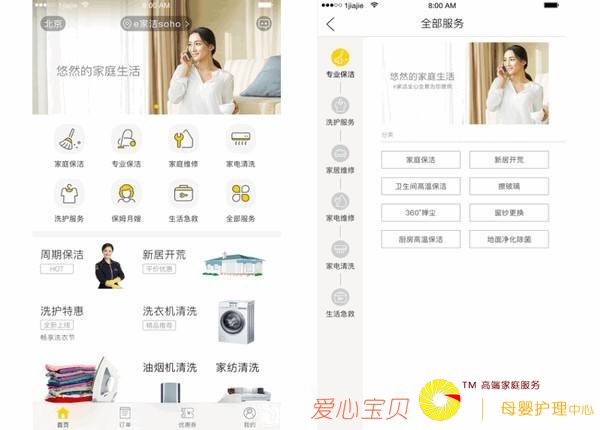 ●●●○○ 1jiajie
8:00 AM
北京
e家洁soho
悠然的家庭生活
家庭保洁
专业保洁
家庭维修
家电清洗
洗护服务
保姆月嫂
生活急救
全部服务
周期保洁
HOT
新居开荒
平价优惠
洗护特惠
全新上线
畅享洗衣节
洗衣机清洗
精品推荐
油烟机清洗
家纺清洗
首页
订单
优惠券
我的
●●●○○ 1jiajie
8:00 AM
全部服务
专业保洁
洗护服务
家居维修
家电维修
家电清洗
生活急救
悠然的家庭生活
e家洁全心全意为您提供
分类
家庭保洁
新居开荒
卫生间高温保洁
擦玻璃
360°掸尘
窗纱更换
厨房高温保洁
地面净化除菌
爱心宝贝
TM 高端家庭服务
母婴护理中心